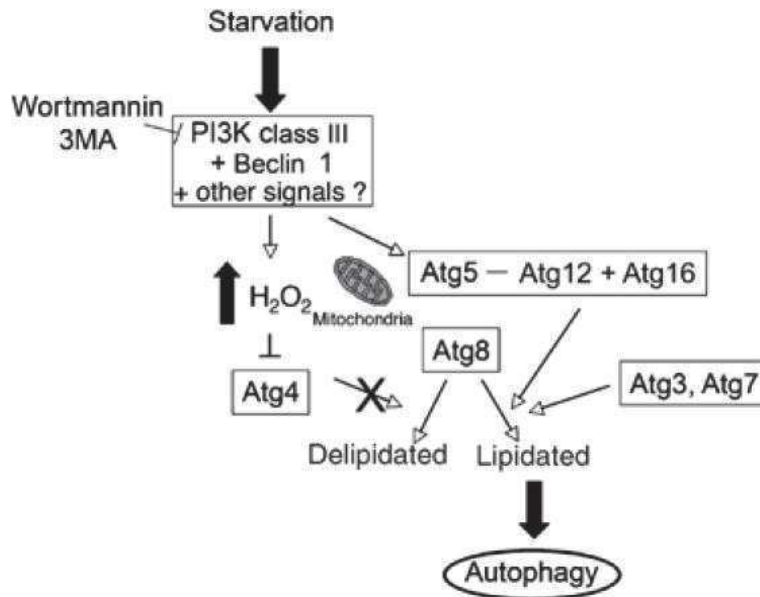 Starvation
Wortmannin
3MA
PI3K class III
+ Beclin 1
+ other signals ?
H₂O₂
Mitochondria
Atg5 — Atg12 + Atg16
Atg8
Atg4
X
Atg3, Atg7
Delipidated
Lipidated
Autophagy